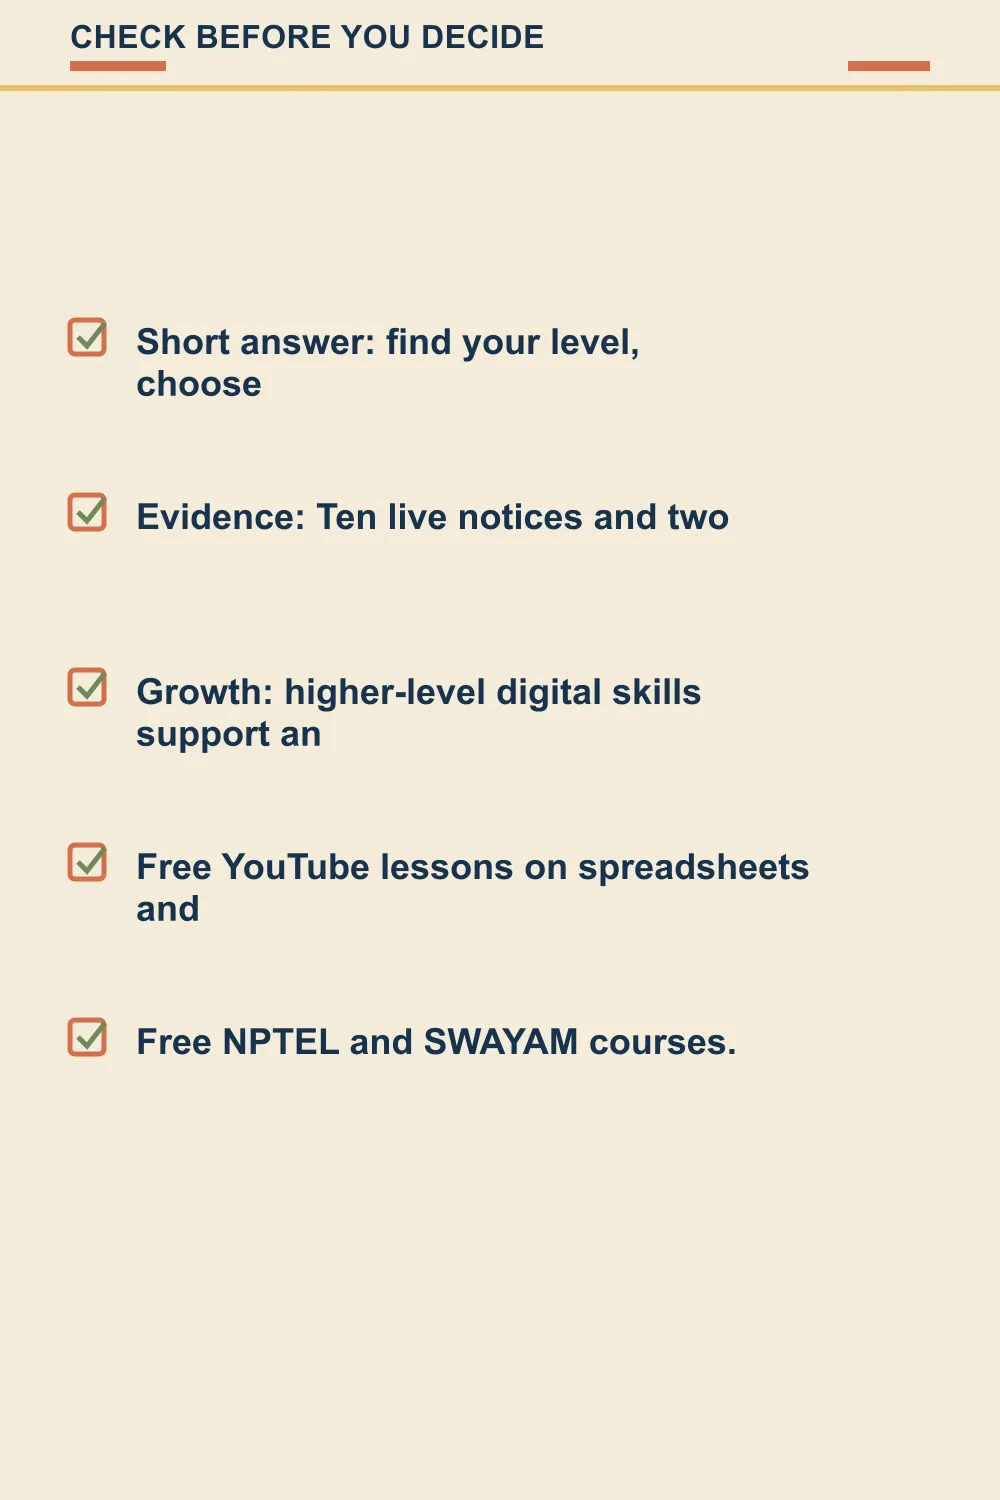 CHECK BEFORE YOU DECIDE
Short answer: find your level,
choose
Evidence: Ten live notices and two
Growth: higher-level digital skills
support an
Free YouTube lessons on spreadsheets
and
Free NPTEL and SWAYAM courses.